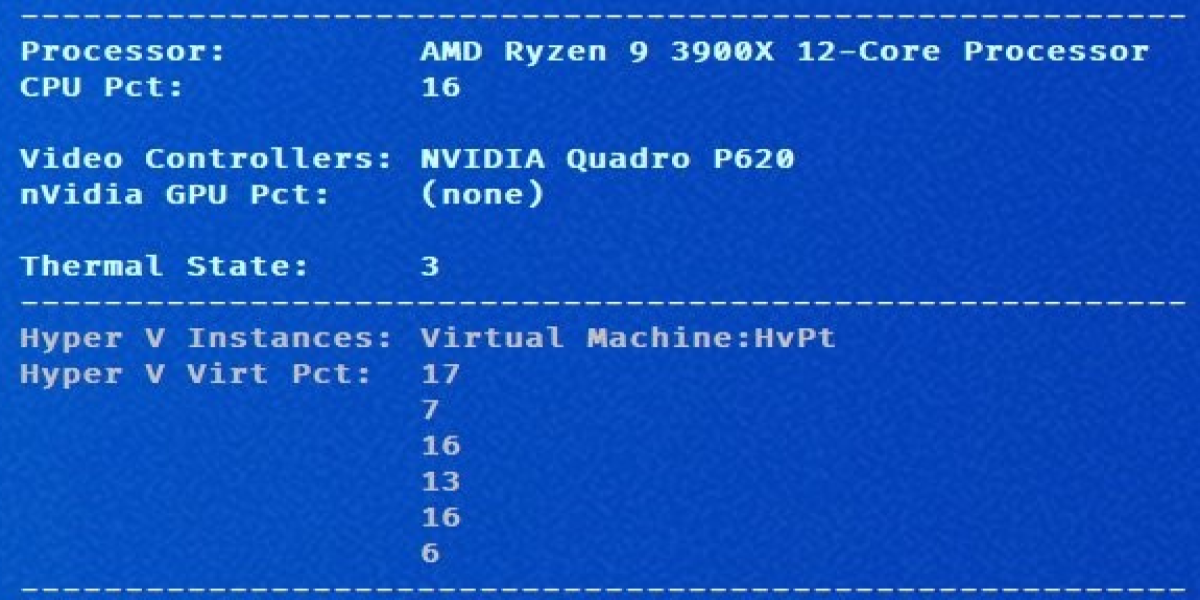 Processor: AMD Ryzen 9 3900X 12-Core Processor
CPU Pct: 16
Video Controllers: NVIDIA Quadro P620
nVidia GPU Pct: (none)
Thermal State: 3
Hyper V Instances: Virtual Machine:HvPt
Hyper V Virt Pct: 17
7
16
13
16
6